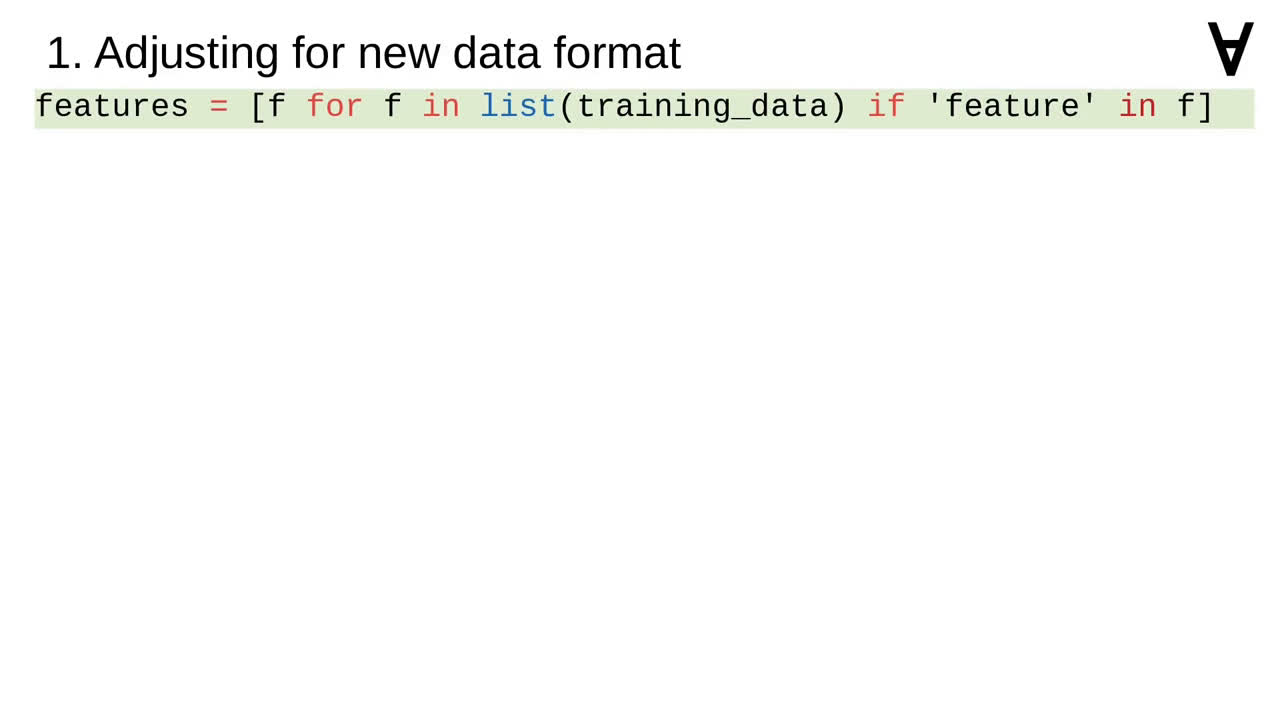 1. Adjusting for new data format
∀
features = [f for f in list(training_data) if 'feature' in f]